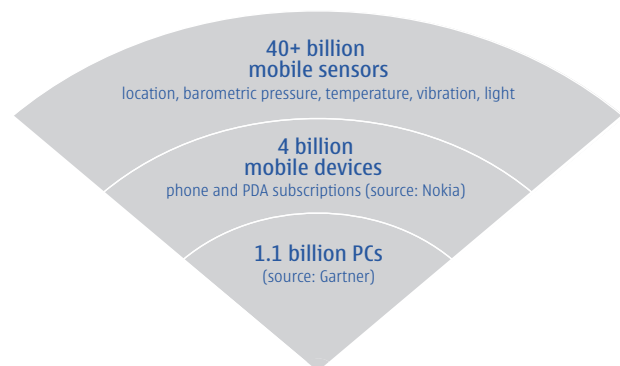 40+ billion
mobile sensors
location, barometric pressure, temperature, vibration, light
4 billion
mobile devices
phone and PDA subscriptions (source: Nokia)
1.1 billion PCs
(source: Gartner)